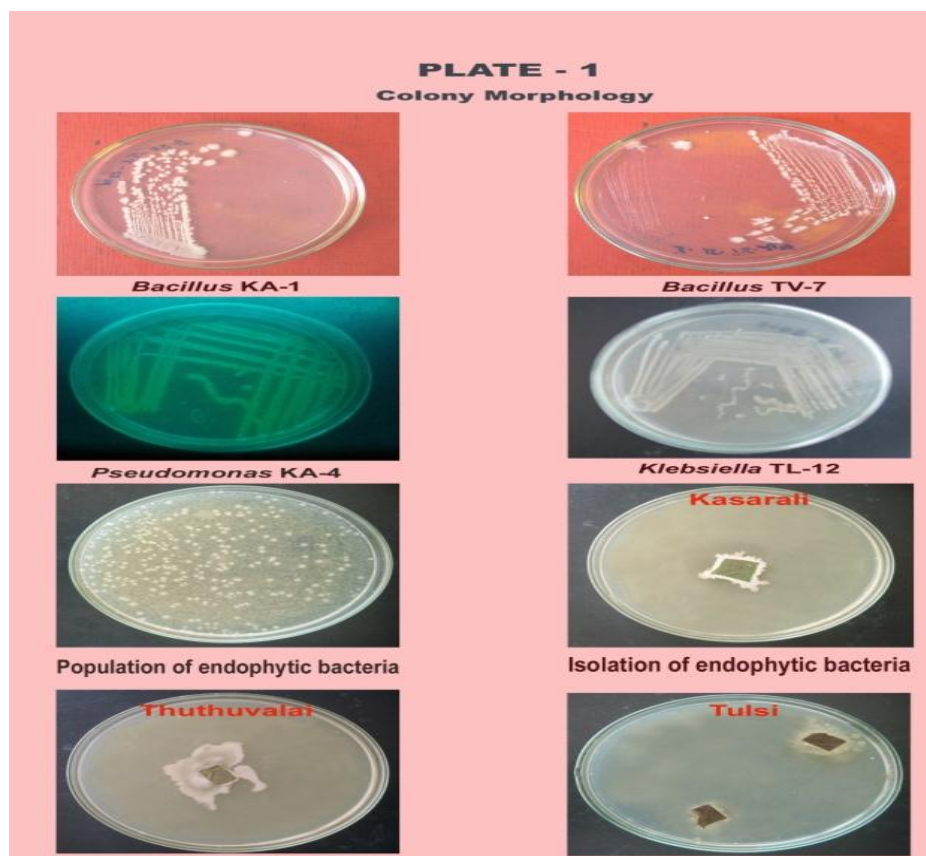 PLATE - 1
Colony Morphology
Bacillus KA-1
Bacillus TV-7
Pseudomonas KA-4
Klebsiella TL-12
Kasarali
Population of endophytic bacteria
Isolation of endophytic bacteria
Thuthuvalai
Tulsi